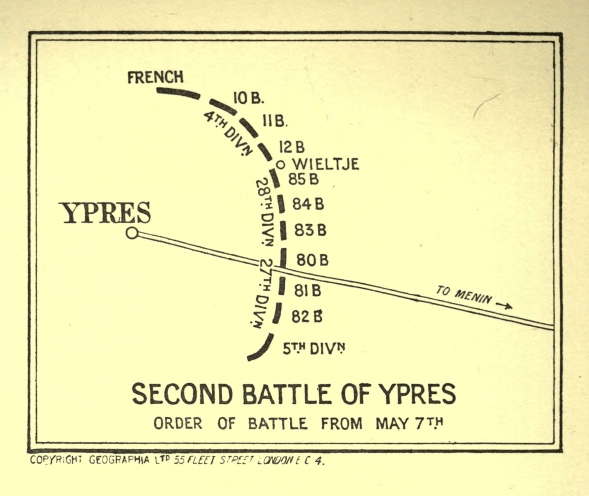 FRENCH
10 B.
11 B.
4TH DIVN
12 B
WIELTJE
85 B
28TH DIVN
84 B
YPRES
83 B
80 B
27TH DIVN
81 B
TO MENIN
82 B
5TH DIVN
SECOND BATTLE OF YPRES
ORDER OF BATTLE FROM MAY 7TH
COPYRIGHT GEOGRAPHIA LTD 55 FLEET STREET LONDON E C 4.